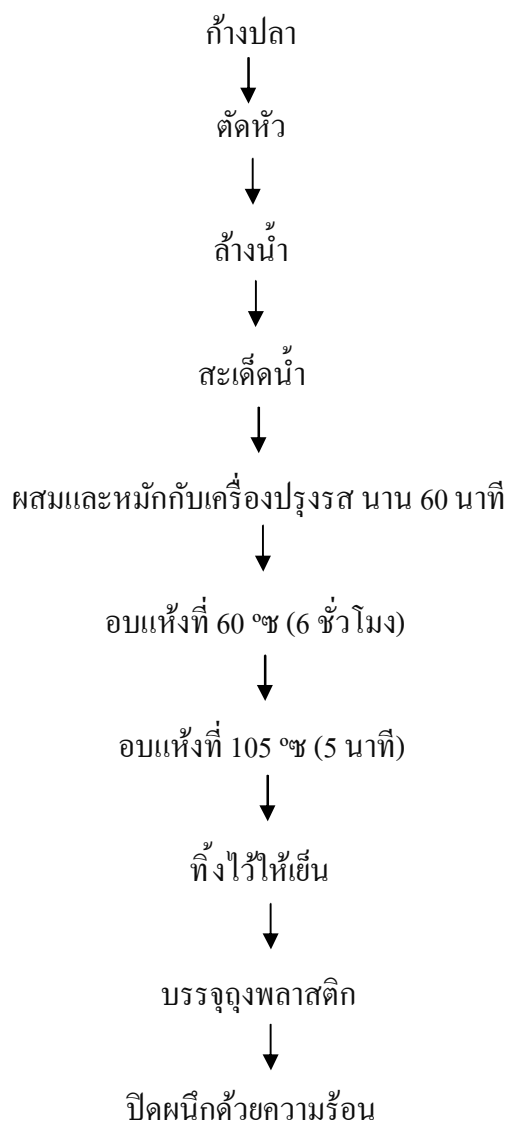 ก้างปลา
ตัดหัว
ล้างน้ำ
สะเด็ดน้ำ
ผสมและหมักกับเครื่องปรุงรส นาน 60 นาที
อบแห้งที่ 60 ºซ (6 ชั่วโมง)
อบแห้งที่ 105 ºซ (5 นาที)
ทิ้งไว้ให้เย็น
บรรจุถุงพลาสติก
ปิดผนึกด้วยความร้อน